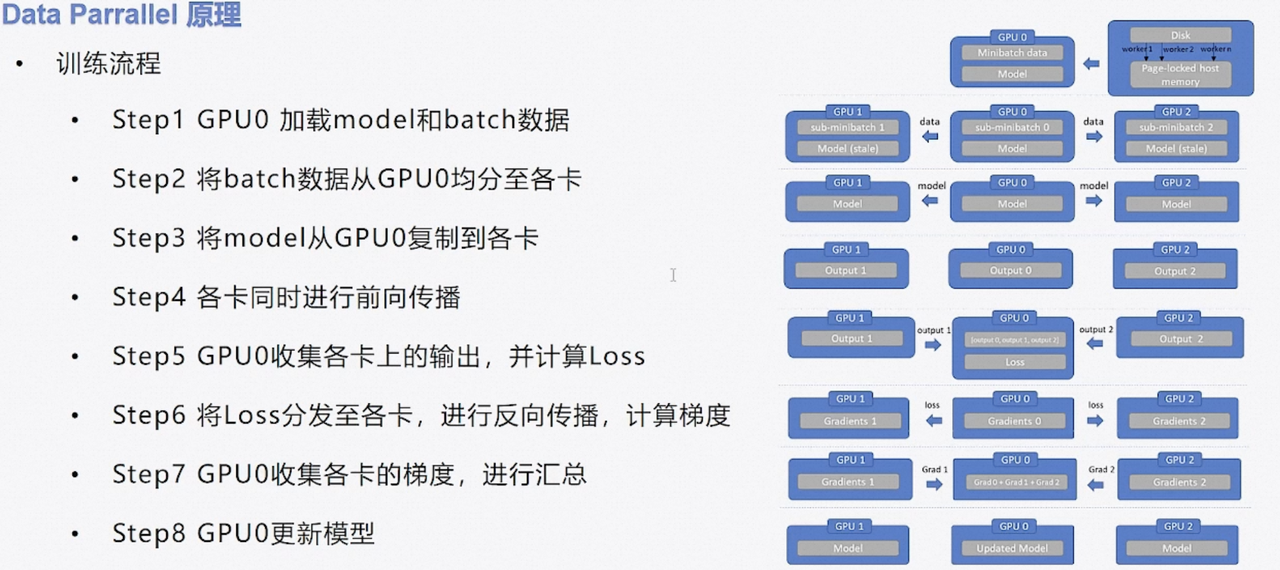 Data Parrallel 原理
• 训练流程
• Step1 GPU0 加载model和batch数据
• Step2 将batch数据从GPU0均分至各卡
• Step3 将model从GPU0复制到各卡
• Step4 各卡同时进行前向传播
• Step5 GPU0收集各卡上的输出，并计算Loss
• Step6 将Loss分发至各卡，进行反向传播，计算梯度
• Step7 GPU0收集各卡的梯度，进行汇总
• Step8 GPU0更新模型
GPU 0
Minibatch data
Model
Disk
worker1 worker2 workern
Page-locked host
memory
GPU 1
sub-minibatch 1
Model (stale)
data
GPU 0
sub-minibatch 0
Model
data
GPU 2
sub-minibatch 2
Model (stale)
GPU 1
Model
model
GPU 0
Model
model
GPU 2
Model
GPU 1
Output 1
GPU 0
Output 0
GPU 2
Output 2
GPU 1
Output 1
output 1
GPU 0
[output 0, output 1, output 2]
Loss
output 2
GPU 2
Output 2
GPU 1
Gradients 1
loss
GPU 0
Gradients 0
loss
GPU 2
Gradients 2
GPU 1
Gradients 1
Grad 1
GPU 0
Grad 0 + Grad 1 + Grad 2
Grad 2
GPU 2
Gradients 2
GPU 1
Model
GPU 0
Updated Model
GPU 2
Model